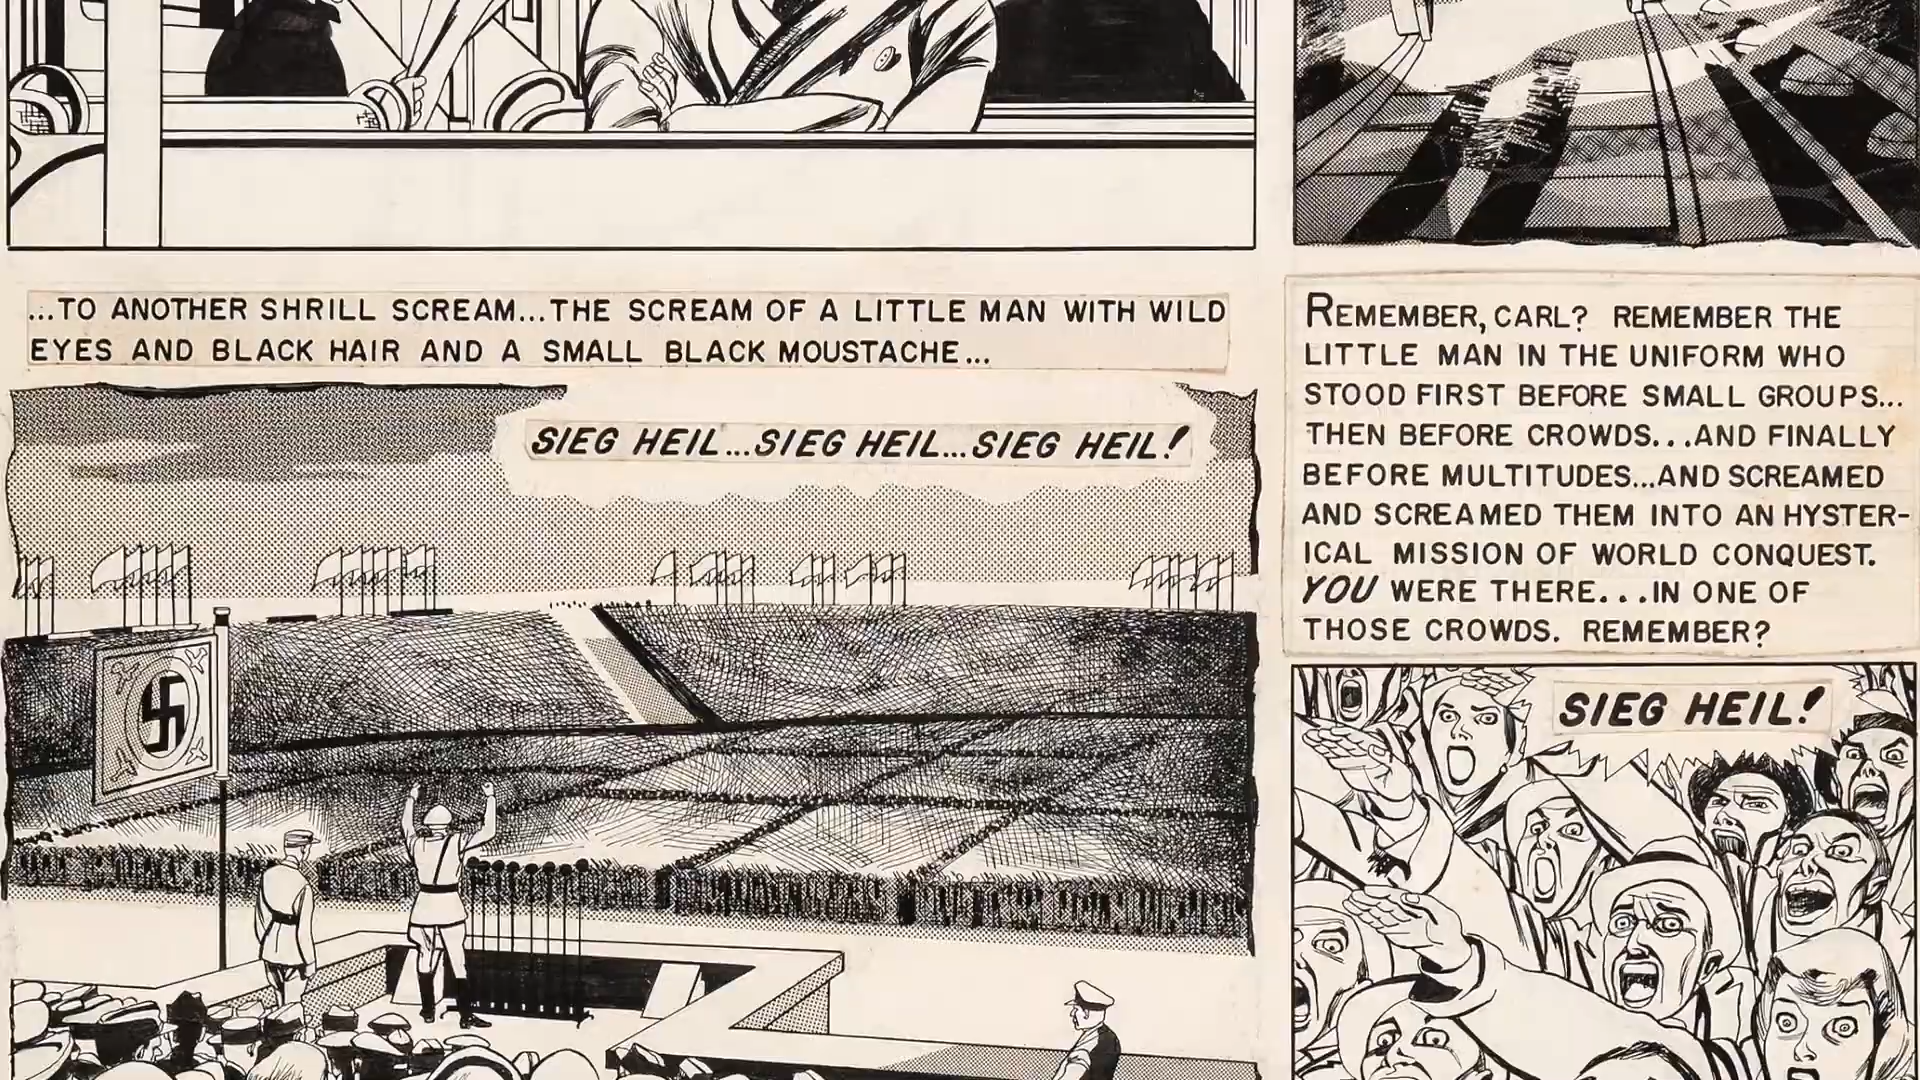 ...TO ANOTHER SHRILL SCREAM...THE SCREAM OF A LITTLE MAN WITH WILD
EYES AND BLACK HAIR AND A SMALL BLACK MOUSTACHE...
SIEG HEIL...SIEG HEIL...SIEG HEIL!
REMEMBER, CARL? REMEMBER THE
LITTLE MAN IN THE UNIFORM WHO
STOOD FIRST BEFORE SMALL GROUPS...
THEN BEFORE CROWDS...AND FINALLY
BEFORE MULTITUDES...AND SCREAMED
AND SCREAMED THEM INTO AN HYSTER-
ICAL MISSION OF WORLD CONQUEST.
YOU WERE THERE...IN ONE OF
THOSE CROWDS. REMEMBER?
SIEG HEIL!